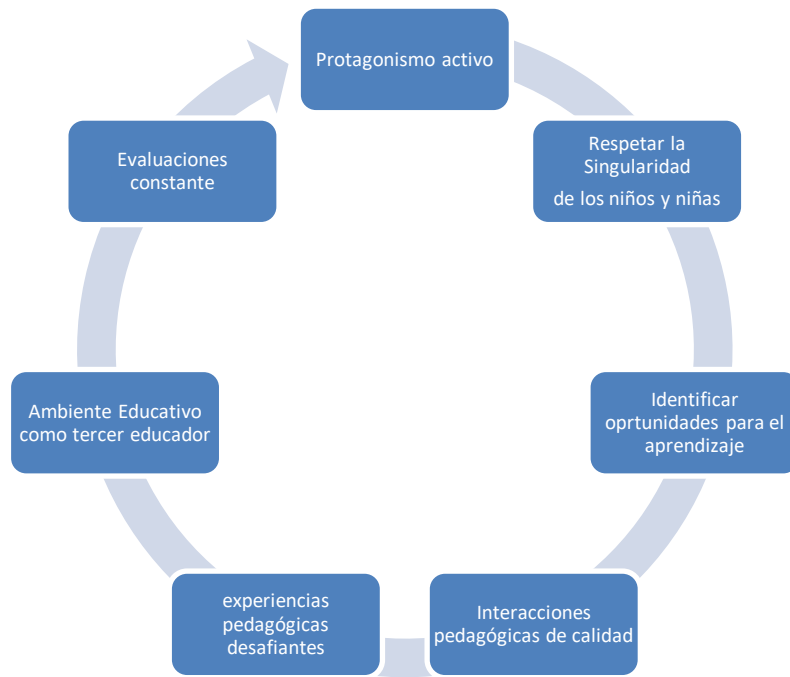 Protagonismo activo
Respetar la
Singularidad
de los niños y niñas
Identificar
oprtunidades para el
aprendizaje
Interacciones
pedagógicas de calidad
experiencias
pedagógicas
desafiantes
Ambiente Educativo
como tercer educador
Evaluaciones
constante